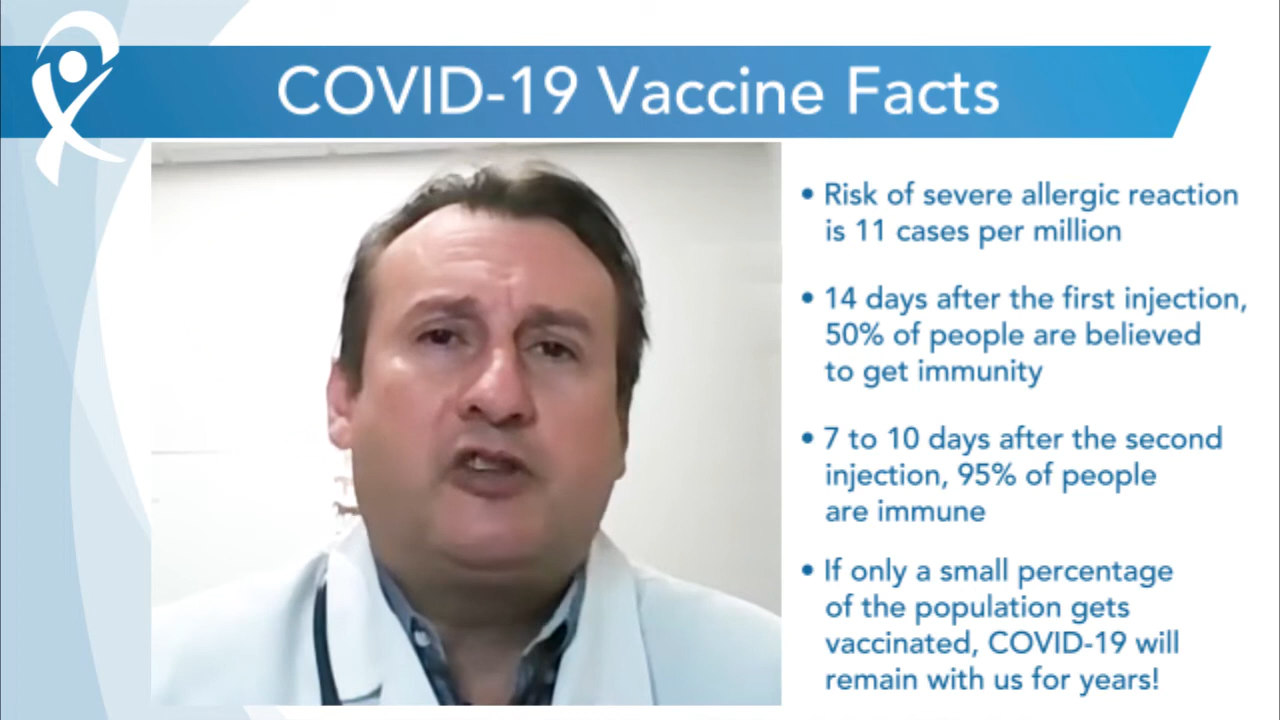 COVID-19 Vaccine Facts
• Risk of severe allergic reaction
is 11 cases per million
• 14 days after the first injection,
50% of people are believed
to get immunity
• 7 to 10 days after the second
injection, 95% of people
are immune
• If only a small percentage
of the population gets
vaccinated, COVID-19 will
remain with us for years!